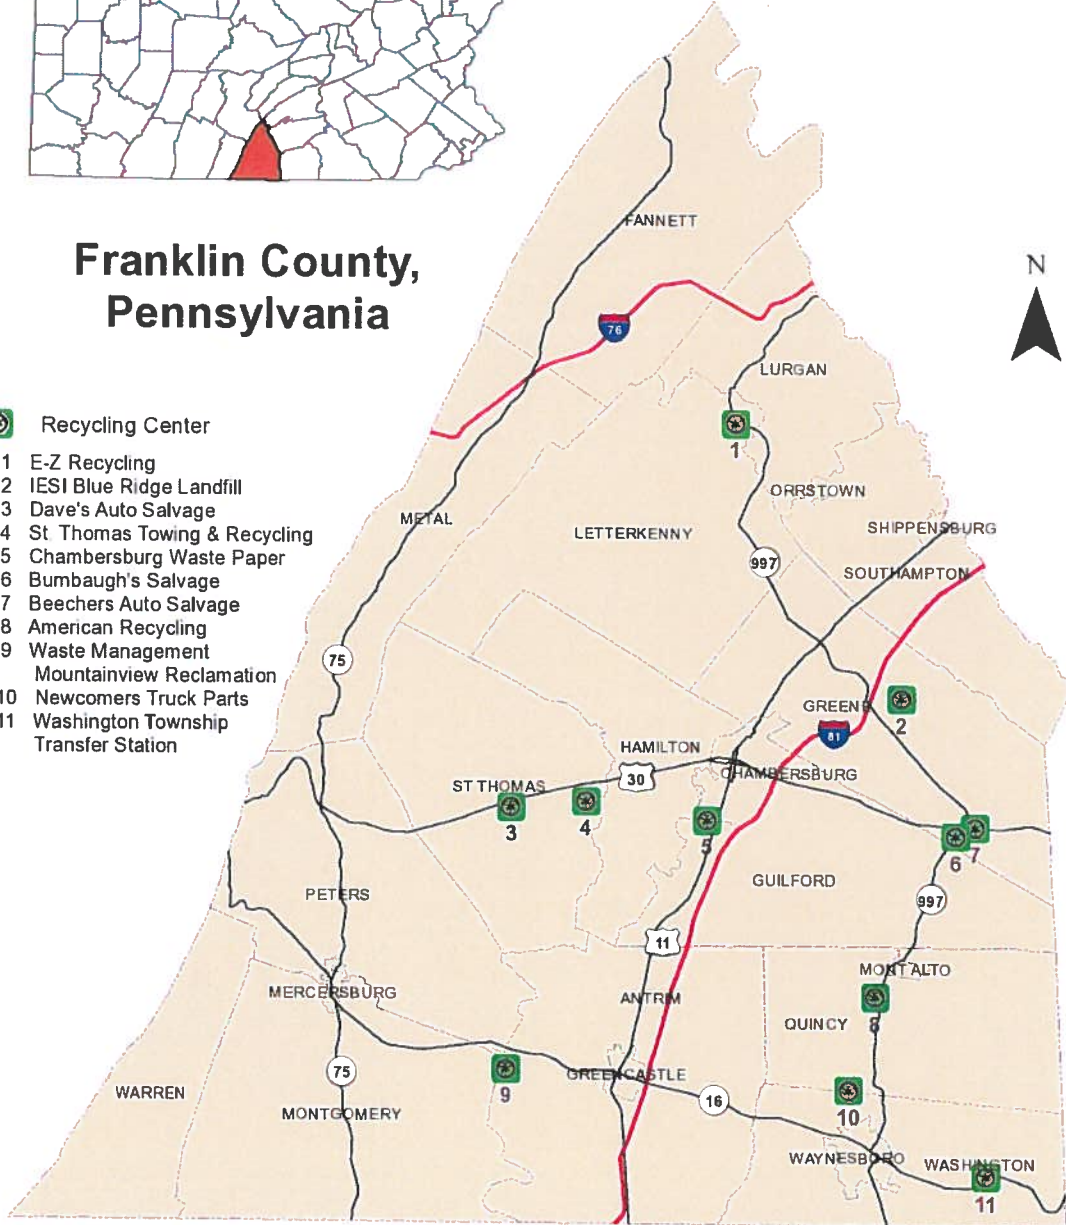 Franklin County,
Pennsylvania
Recycling Center
1 E-Z Recycling
2 IESI Blue Ridge Landfill
3 Dave's Auto Salvage
4 St. Thomas Towing & Recycling
5 Chambersburg Waste Paper
6 Bumbaugh's Salvage
7 Beechers Auto Salvage
8 American Recycling
9 Waste Management
Mountainview Reclamation
10 Newcomers Truck Parts
11 Washington Township
Transfer Station
N
FANNETT
76
LURGAN
1
ORRSTOWN
METAL
LETTERKENNY
SHIPPENSBURG
997
SOUTHAMPTON
75
GREENE
2
81
HAMILTON
30
CHAMBERSBURG
ST THOMAS
3
4
5
6
7
PETERS
GUILFORD
997
11
MERCERSBURG
ANTRIM
MONT ALTO
QUINCY
8
75
9
GREENCASTLE
16
WARREN
MONTGOMERY
10
WAYNESBORO
WASHINGTON
11